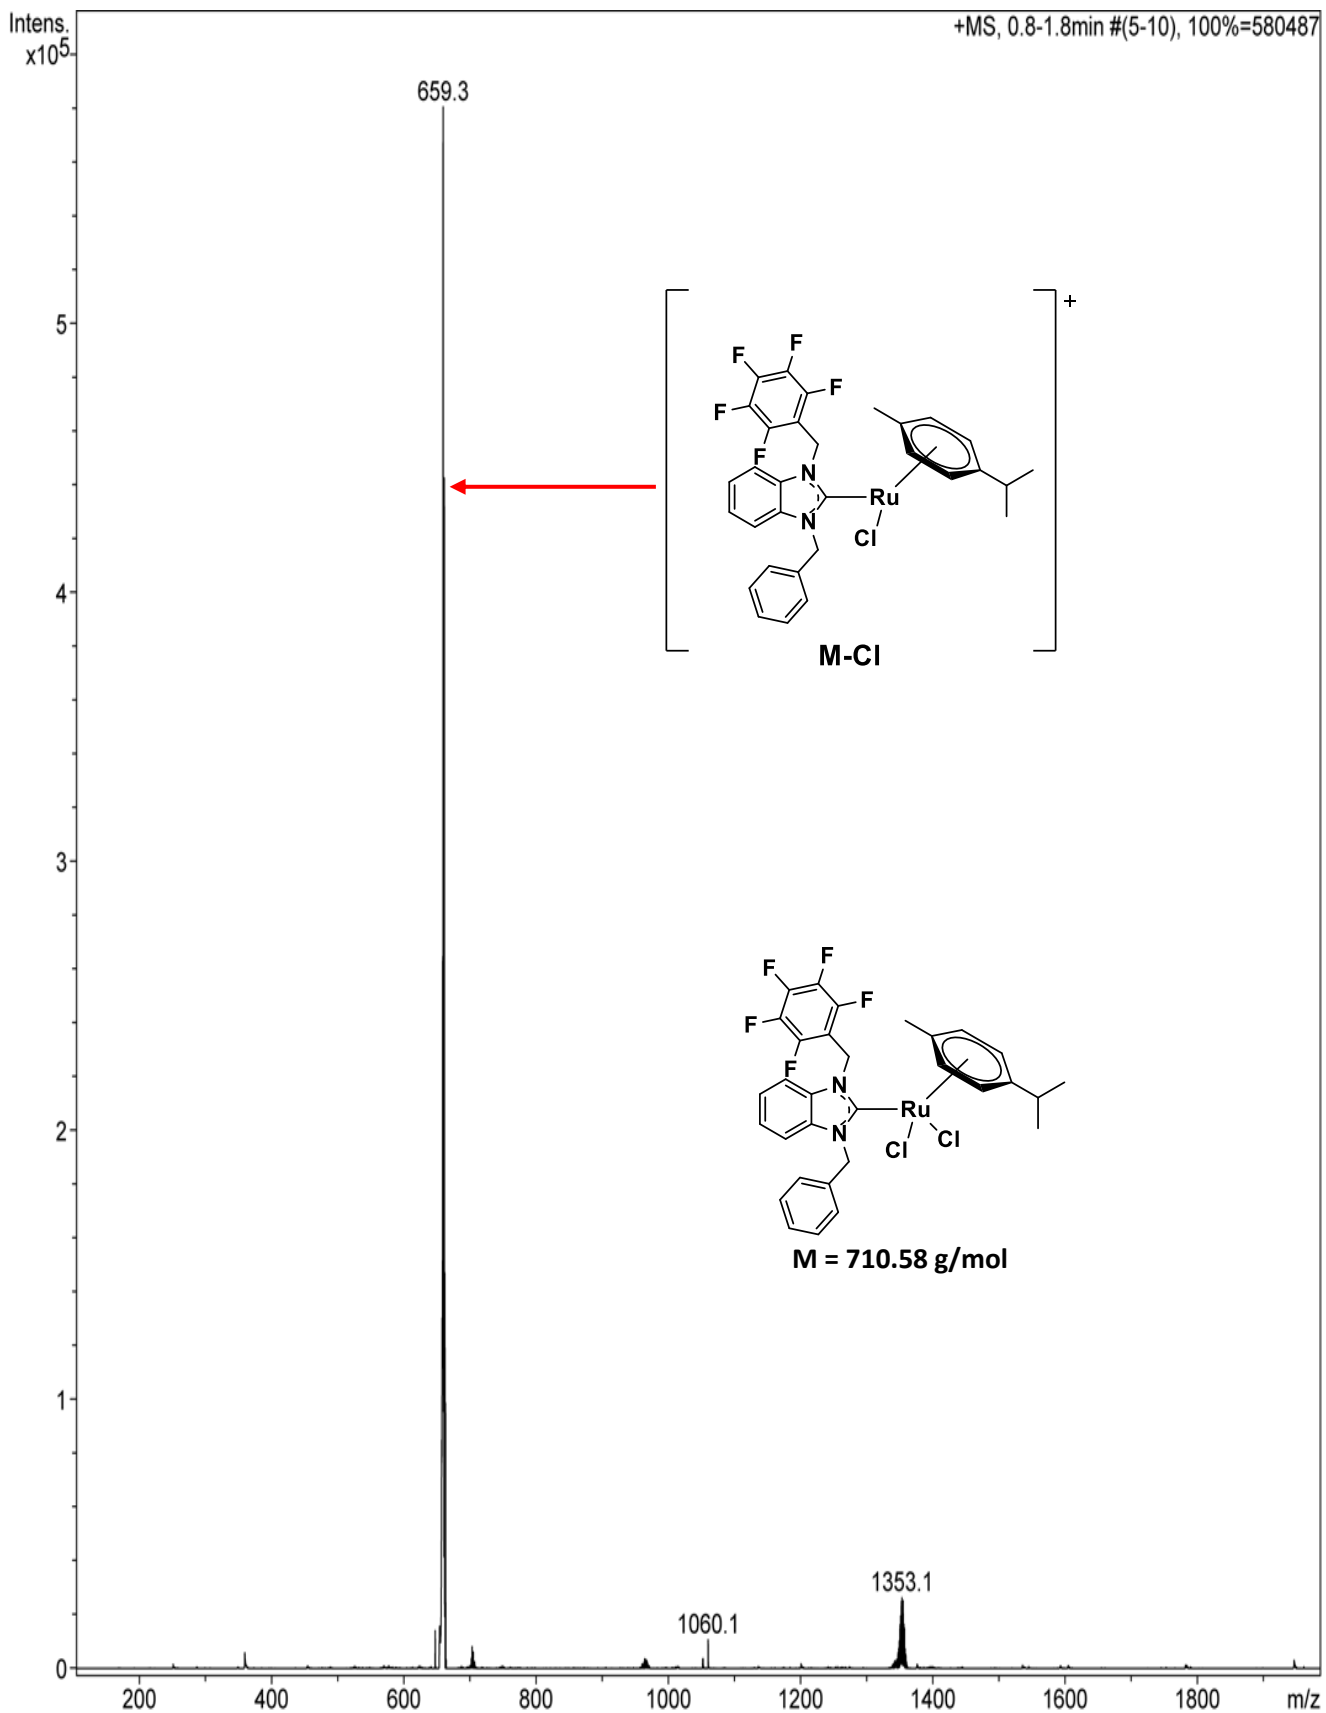 Intens.
x10⁵
+MS, 0.8-1.8min #(5-10), 100%=580487
659.3
5
+
F
F
F
F
F
N
N
Ru
Cl
4
M-Cl
3
F
F
F
F
F
N
N
Ru
Cl
Cl
2
M = 710.58 g/mol
1
1353.1
1060.1
0
200 400 600 800 1000 1200 1400 1600 1800 m/z